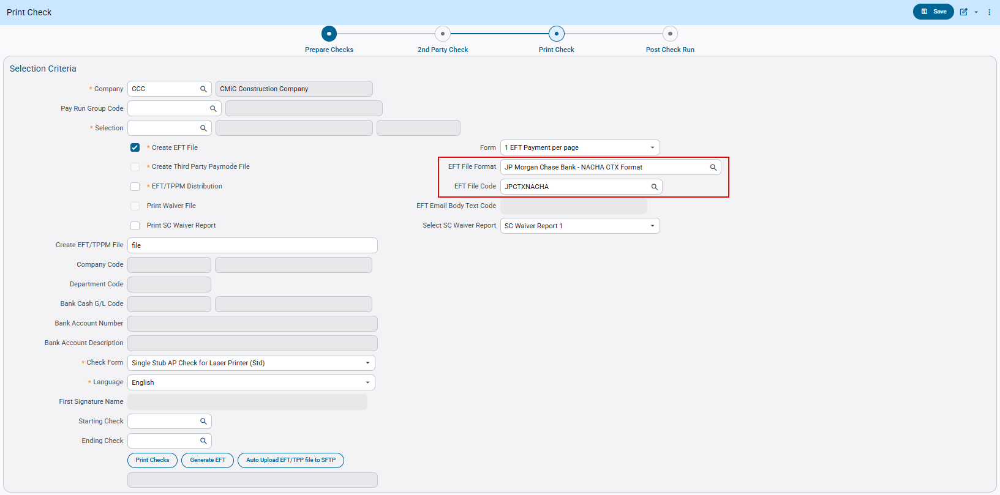 Print Check
Save
Prepare Checks
2nd Party Check
Print Check
Post Check Run
Selection Criteria
* Company CCC CMiC Construction Company
Pay Run Group Code
* Selection
* Create EFT File Form 1 EFT Payment per page
* Create Third Party Paymode File EFT File Format JP Morgan Chase Bank - NACHA CTX Format
* EFT/TPPM Distribution EFT File Code JPCTXNACHA
Print Waiver File EFT Email Body Text Code
Print SC Waiver Report Select SC Waiver Report SC Waiver Report 1
Create EFT/TPPM File file
Company Code
Department Code
Bank Cash G/L Code
Bank Account Number
Bank Account Description
* Check Form Single Stub AP Check for Laser Printer (Std)
* Language English
First Signature Name
Starting Check
Ending Check
Print Checks Generate EFT Auto Upload EFT/TPP file to SFTP